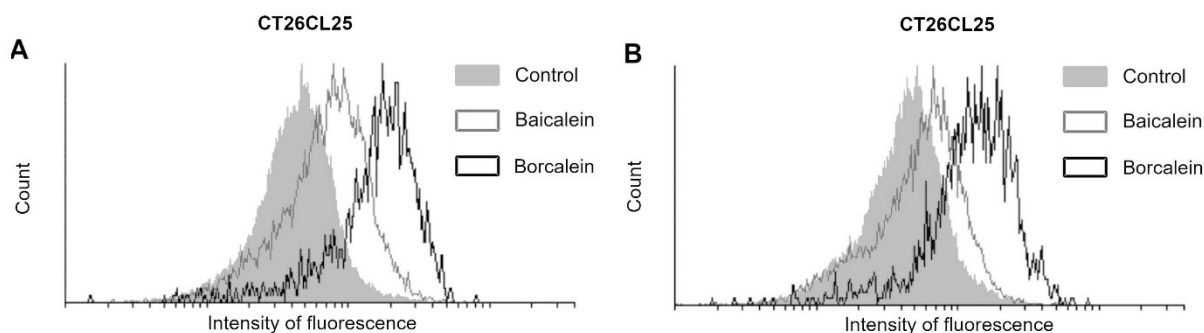 CT26CL25
A
Control
Baicalein
Borcalein
Count
Intensity of fluorescence
CT26CL25
B
Control
Baicalein
Borcalein
Count
Intensity of fluorescence